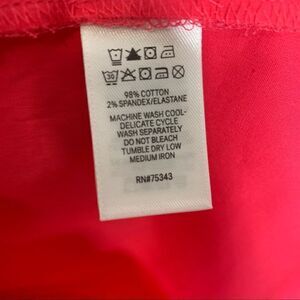 30
98% COTTON
2% SPANDEX/ELASTANE
MACHINE WASH COOL-
DELICATE CYCLE
WASH SEPARATELY
DO NOT BLEACH
TUMBLE DRY LOW
MEDIUM IRON
RN#75343